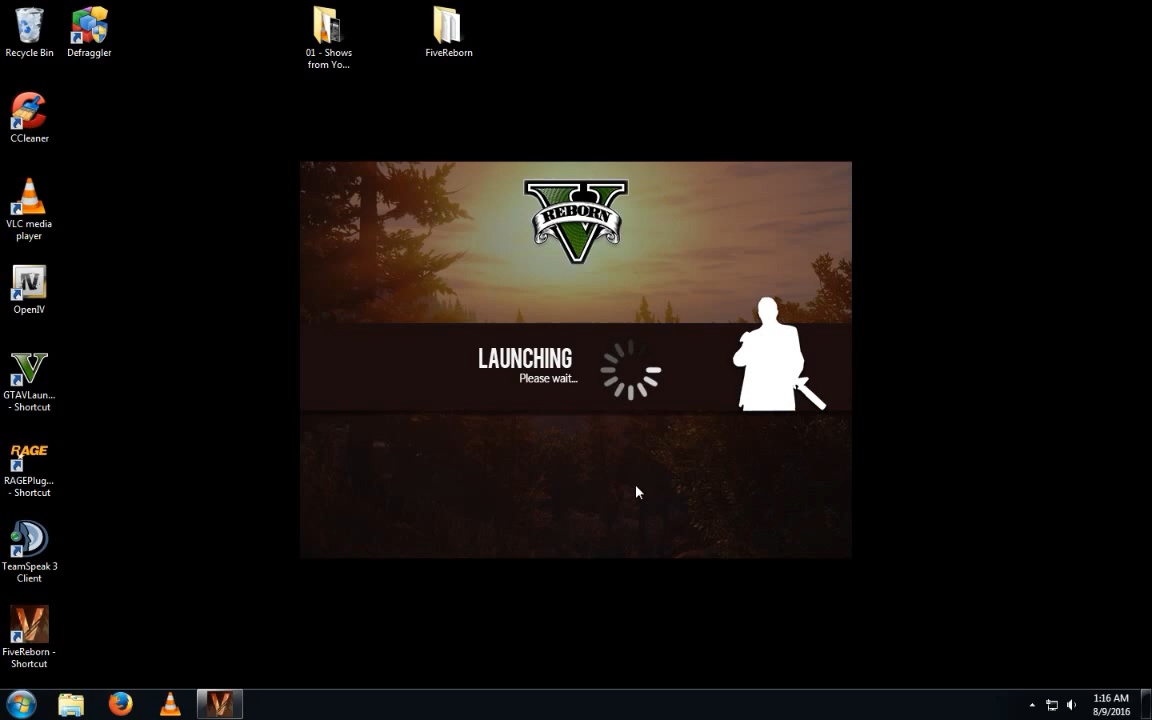 Recycle Bin
Defraggler
01 - Shows
from Yo...
FiveReborn
CCleaner
VLC media
player
IV
OpenIV
V
GTAVLaun...
- Shortcut
RAGE
RAGEPlug...
- Shortcut
TeamSpeak 3
Client
V
FiveReborn -
Shortcut
V
REBORN
LAUNCHING
Please wait...
V
1:16 AM
8/9/2016